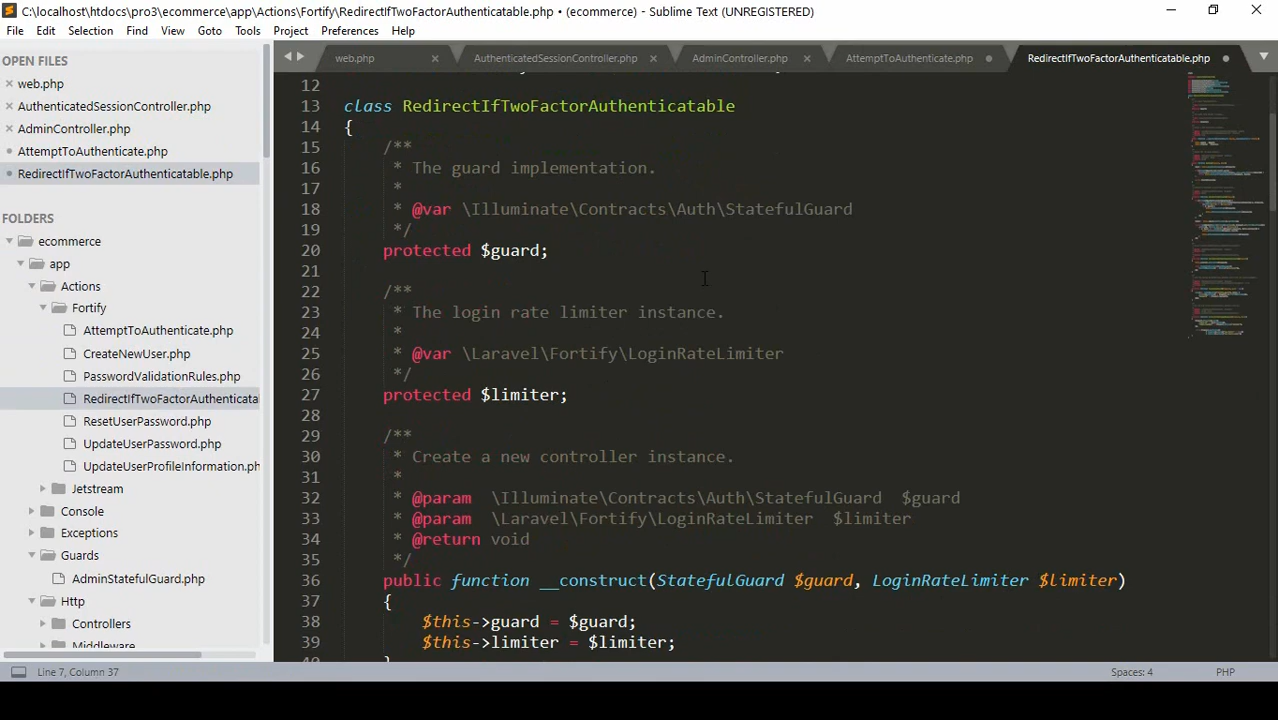 C:\localhost\htdocs\pro3\ecommerce\app\Actions\Fortify\RedirectIfTwoFactorAuthenticatable.php • (ecommerce) - Sublime Text (UNREGISTERED)
File Edit Selection Find View Goto Tools Project Preferences Help
OPEN FILES
web.php
AuthenticatedSessionController.php
AdminController.php
AttemptToAuthenticate.php
RedirectIfTwoFactorAuthenticatable.php
FOLDERS
ecommerce
app
Actions
Fortify
AttemptToAuthenticate.php
CreateNewUser.php
PasswordValidationRules.php
RedirectIfTwoFactorAuthentica
ResetUserPassword.php
UpdateUserPassword.php
UpdateUserProfileInformation.ph
Jetstream
Console
Exceptions
Guards
AdminStatefulGuard.php
Http
Controllers
Middleware
web.php AuthenticatedSessionController.php AdminController.php AttemptToAuthenticate.php RedirectIfTwoFactorAuthenticatable.php
12
13 class RedirectIfTwoFactorAuthenticatable
14 {
15 /**
16 * The guard implementation.
17 *
18 * @var \Illuminate\Contracts\Auth\StatefulGuard
19 */
20 protected $guard;
21
22 /**
23 * The login rate limiter instance.
24 *
25 * @var \Laravel\Fortify\LoginRateLimiter
26 */
27 protected $limiter;
28
29 /**
30 * Create a new controller instance.
31 *
32 * @param \Illuminate\Contracts\Auth\StatefulGuard $guard
33 * @param \Laravel\Fortify\LoginRateLimiter $limiter
34 * @return void
35 */
36 public function __construct(StatefulGuard $guard, LoginRateLimiter $limiter)
37 {
38 $this->guard = $guard;
39 $this->limiter = $limiter;
40 }
Line 7, Column 37 Spaces: 4 PHP